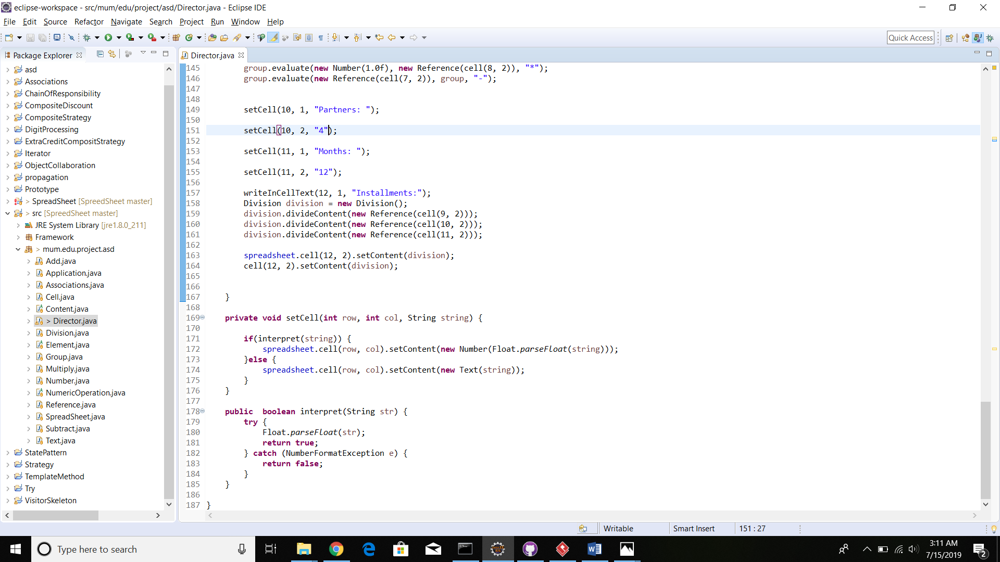 eclipse-workspace - src/mum/edu/project/asd/Director.java - Eclipse IDE
File Edit Source Refactor Navigate Search Project Run Window Help
Quick Access
Package Explorer
asd
Associations
ChainOfResponsibility
CompositeDiscount
CompositeStrategy
DigitProcessing
ExtraCreditCompositStrategy
Iterator
ObjectCollaboration
propagation
Prototype
> SpreadSheet [SpreedSheet master]
> src [SpreedSheet master]
JRE System Library [jre1.8.0_211]
Framework
> mum.edu.project.asd
Add.java
Application.java
Associations.java
Cell.java
Content.java
> Director.java
Division.java
Element.java
Group.java
Multiply.java
Number.java
NumericOperation.java
Reference.java
SpreadSheet.java
Subtract.java
Text.java
StatePattern
Strategy
TemplateMethod
Try
VisitorSkeleton
Director.java
145 group.evaluate(new Number(1.0f), new Reference(cell(8, 2)), "*");
146 group.evaluate(new Reference(cell(7, 2)), group, "-");
147
148
149 setCell(10, 1, "Partners: ");
150
151 setCell(10, 2, "4");
152
153 setCell(11, 1, "Months: ");
154
155 setCell(11, 2, "12");
156
157 writeInCellText(12, 1, "Installments:");
158 Division division = new Division();
159 division.divideContent(new Reference(cell(9, 2)));
160 division.divideContent(new Reference(cell(10, 2)));
161 division.divideContent(new Reference(cell(11, 2)));
162
163 spreadsheet.cell(12, 2).setContent(division);
164 cell(12, 2).setContent(division);
165
166
167 }
168
169 private void setCell(int row, int col, String string) {
170
171 if(interpret(string)) {
172 spreadsheet.cell(row, col).setContent(new Number(Float.parseFloat(string)));
173 }else {
174 spreadsheet.cell(row, col).setContent(new Text(string));
175 }
176 }
177
178 public  boolean interpret(String str) {
179 try {
180 Float.parseFloat(str);
181 return true;
182 } catch (NumberFormatException e) {
183 return false;
184 }
185 }
186
187 }
Writable
Smart Insert
151 : 27
Type here to search
3:11 AM
7/15/2019
2